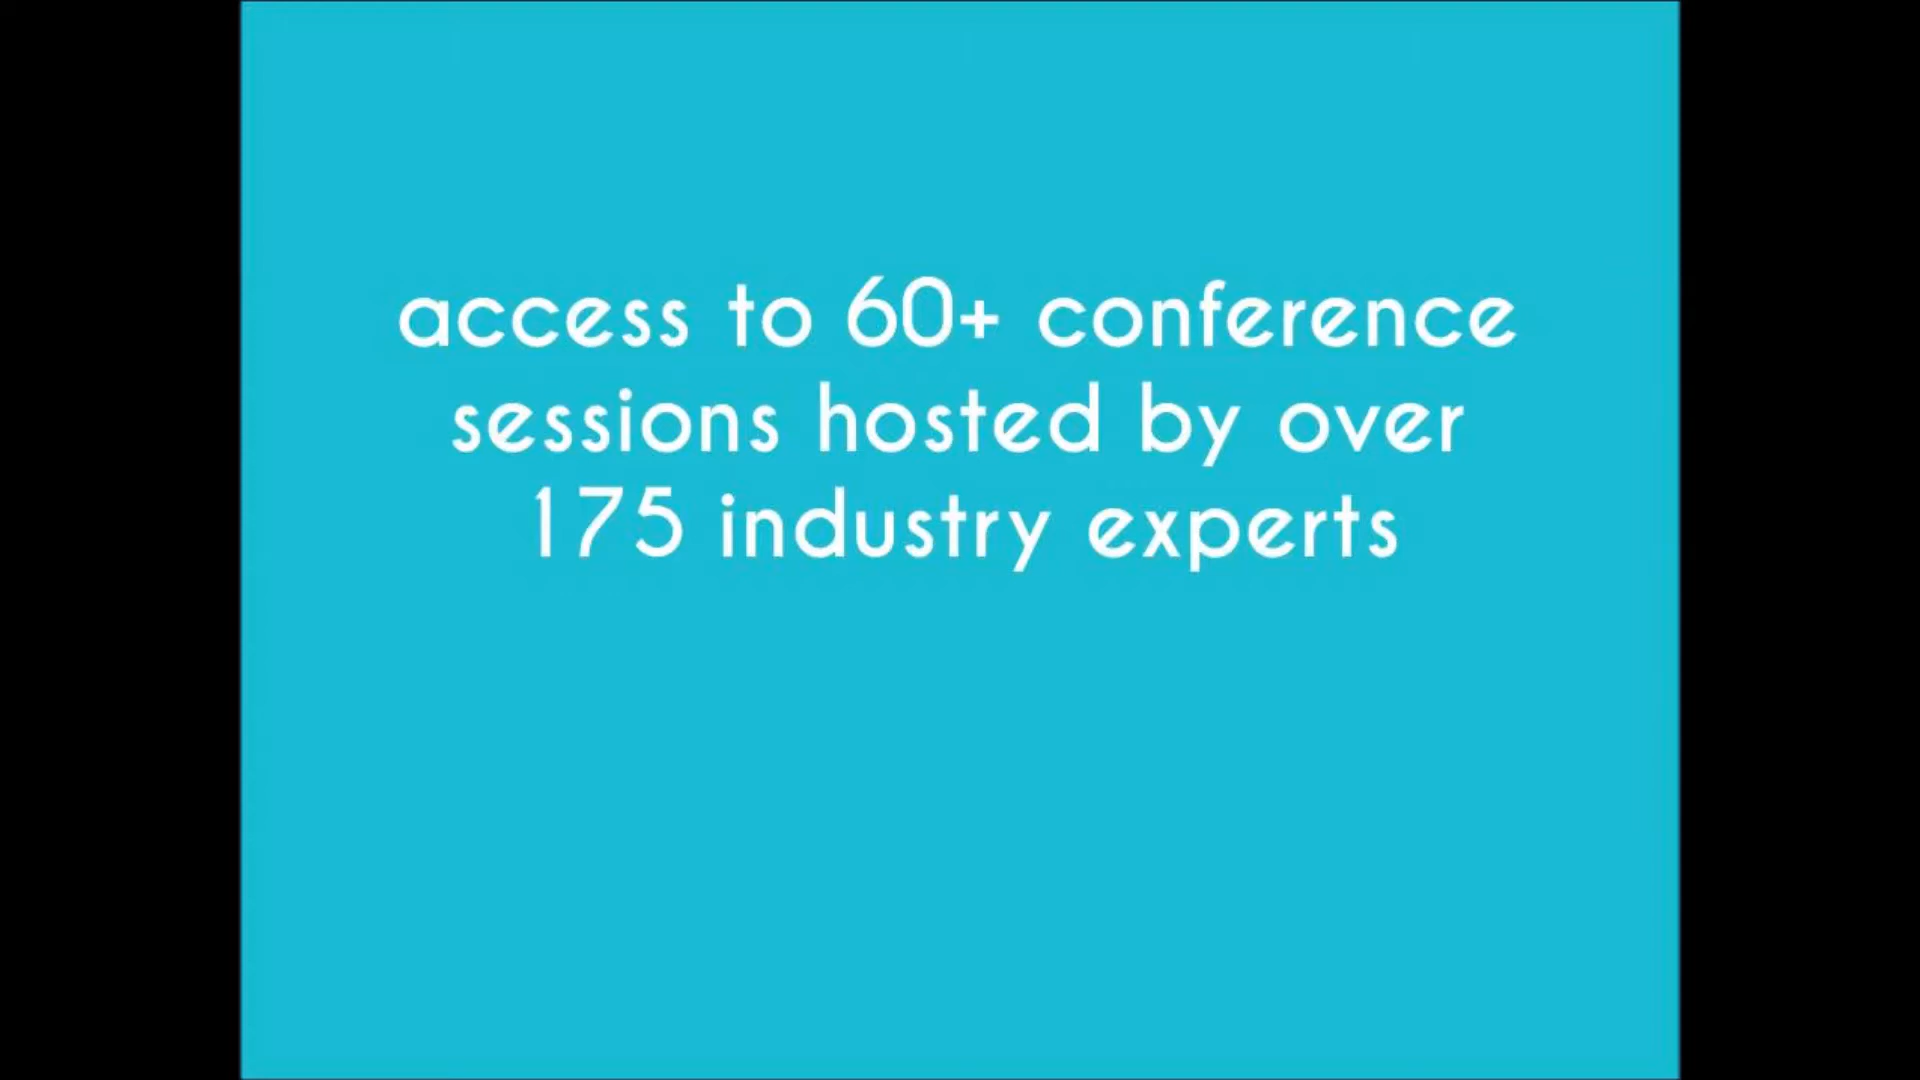 access to 60+ conference
sessions hosted by over
175 industry experts